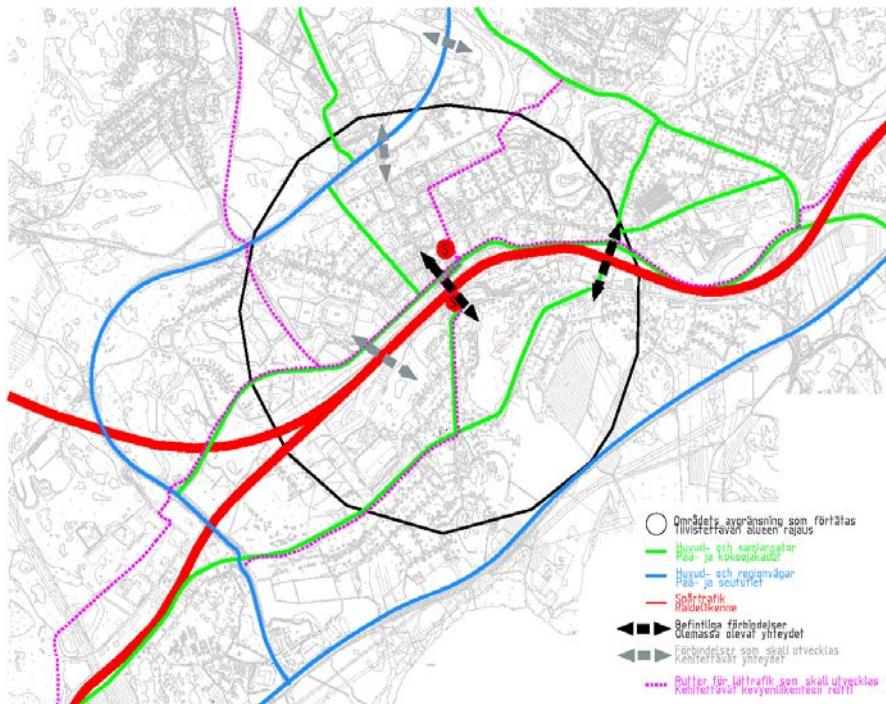 Områdets avgränsning som förtätas
Tiivistettävän alueen rajaus
Huvud- och samlargator
Pää- ja kokoojakadut
Huvud- och regionvägar
Pää- ja seututiet
Spårtrafik
Raideliikenne
Befintliga förbindelser
Olemassa olevat yhteydet
Förbindelser som skall utvecklas
Kehitettävät yhteydet
Rutter för lättrafik som skall utvecklas
Kehitettävät kevyenliikenteen reitti